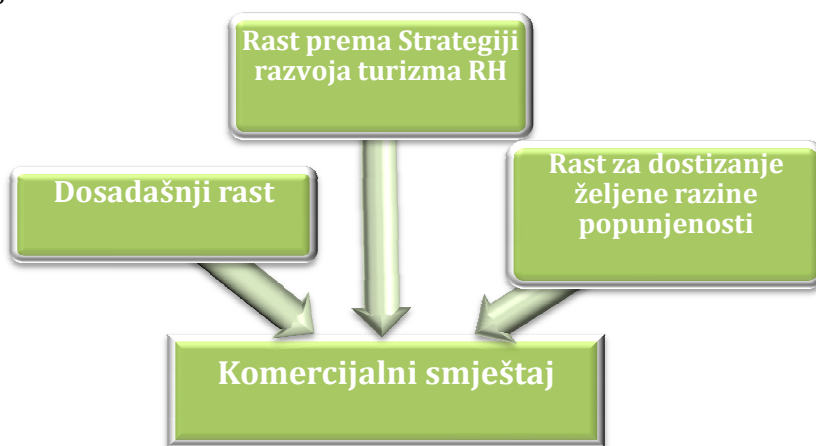 Rast prema Strategiji
razvoja turizma RH
Dosadašnji rast
Rast za dostizanje
željene razine
popunjenosti
Komercijalni smještaj